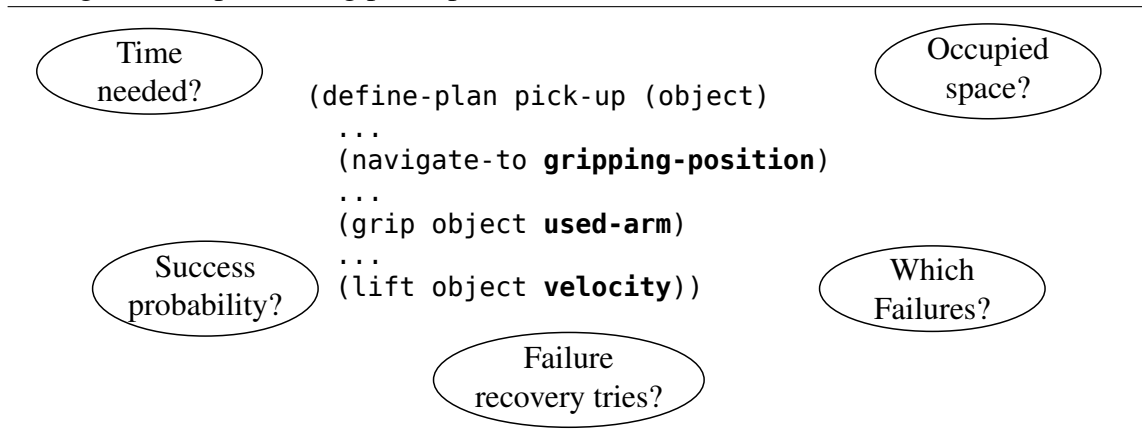 Time
needed?
Occupied
space?
(define-plan pick-up (object)
...
(navigate-to gripping-position)
...
(grip object used-arm)
...
(lift object velocity))
Success
probability?
Which
Failures?
Failure
recovery tries?